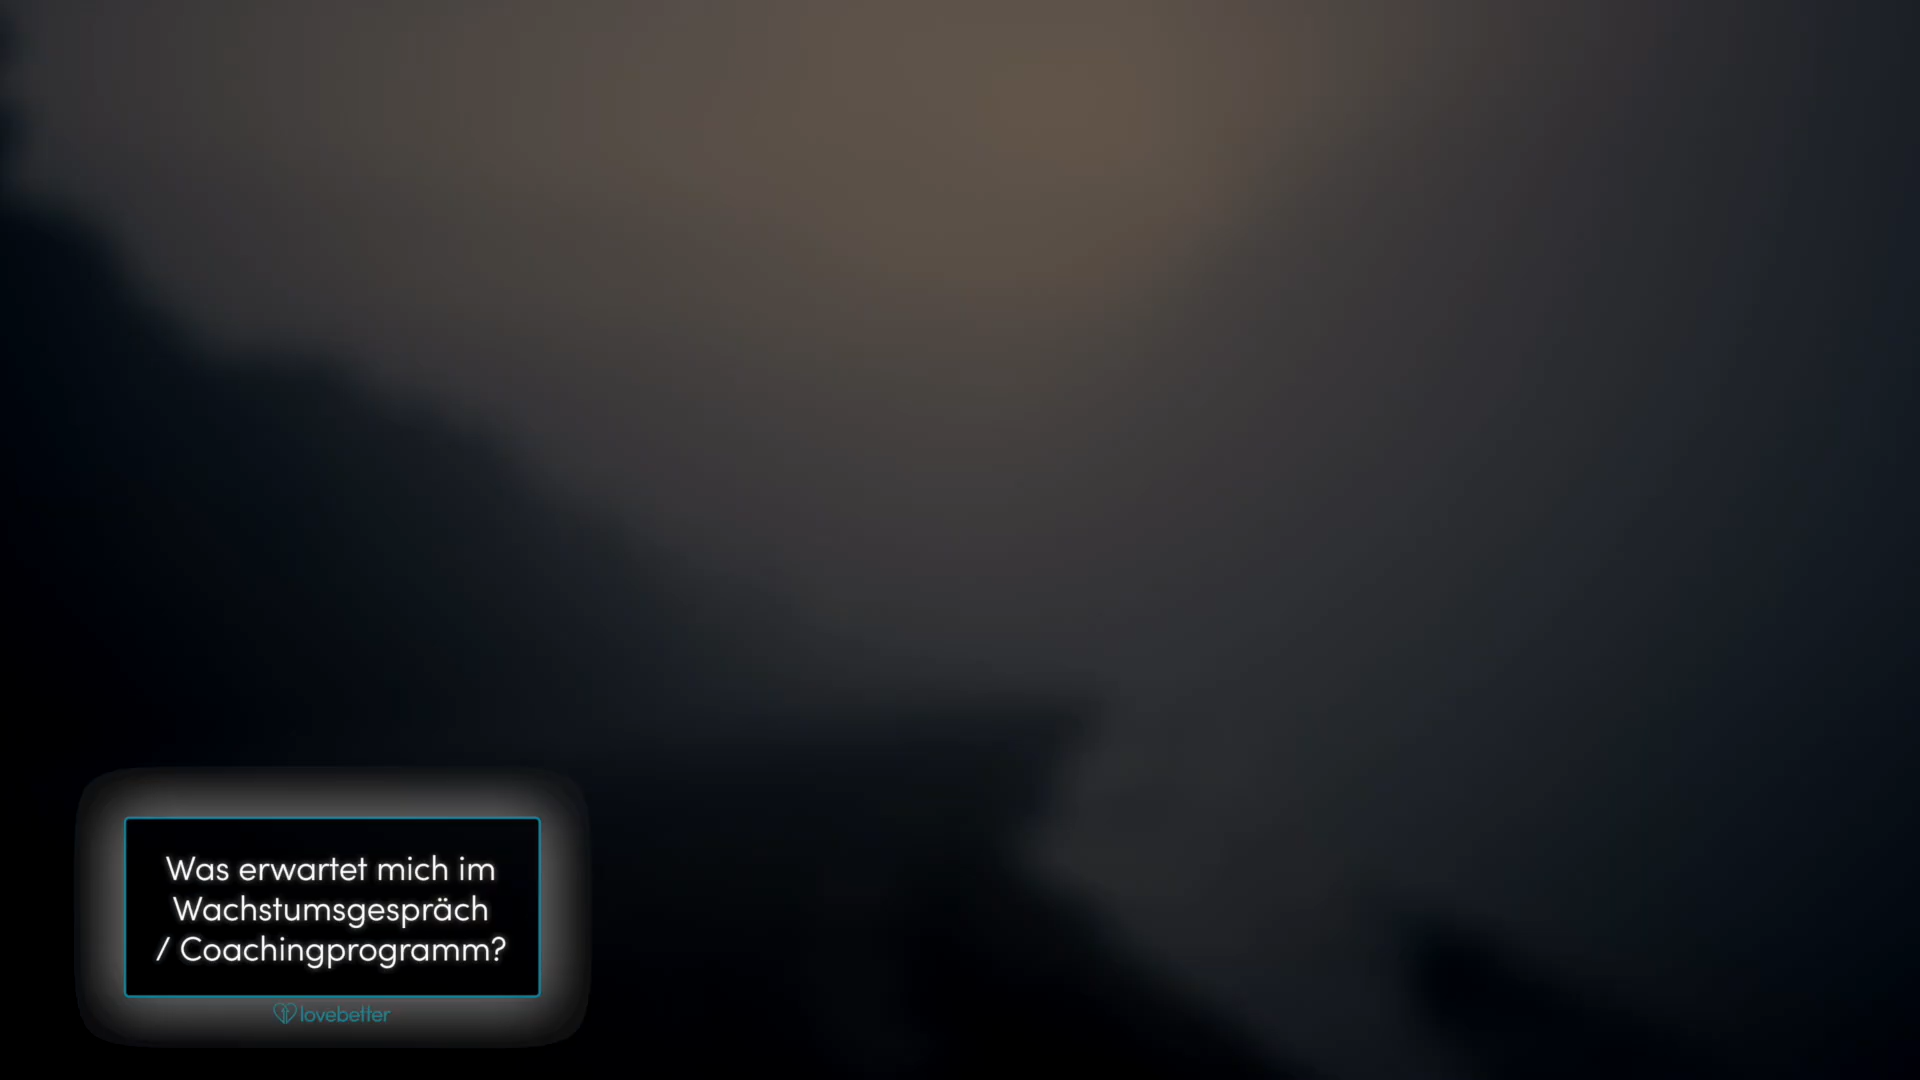 Was erwartet mich im
Wachstumsgespräch
/ Coachingprogramm?
lovebetter